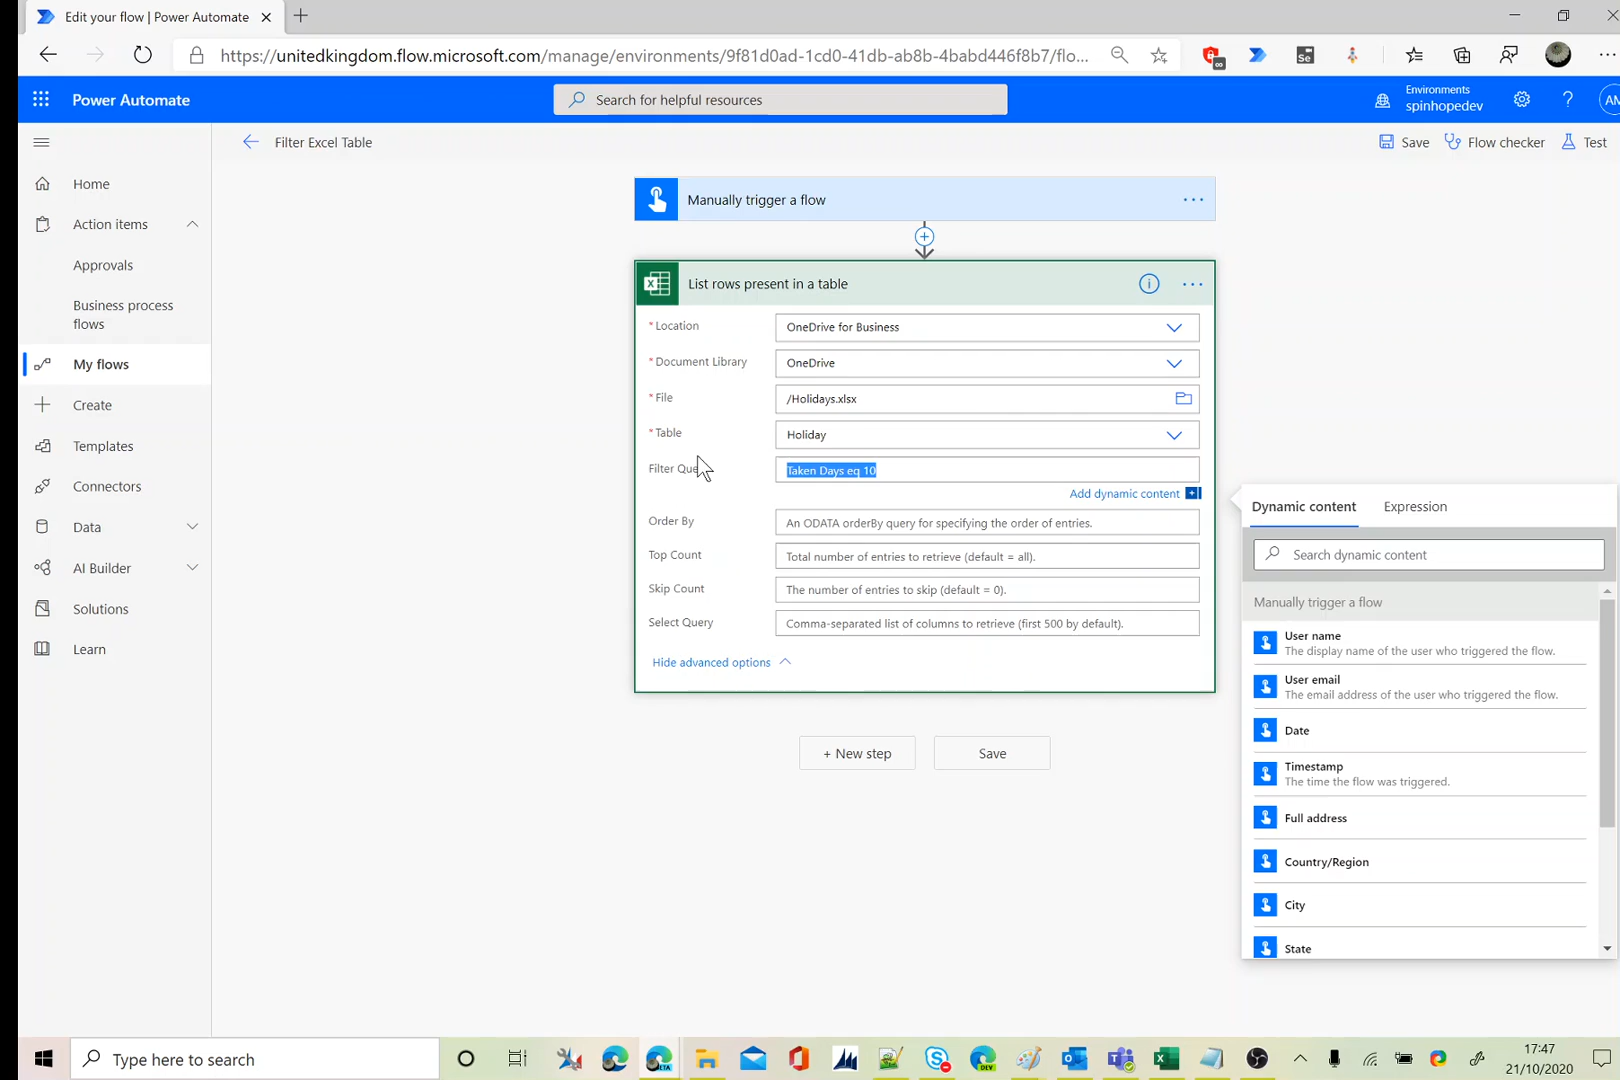 Edit your flow | Power Automate
https://unitedkingdom.flow.microsoft.com/manage/environments/9f81d0ad-1cd0-41db-ab8b-4babd446f8b7/flo...
Power Automate
Search for helpful resources
Environments
spinhopedev
AM
Filter Excel Table
Save
Flow checker
Test
Home
Action items
Approvals
Business process
flows
My flows
Create
Templates
Connectors
Data
AI Builder
Solutions
Learn
Manually trigger a flow
List rows present in a table
* Location
OneDrive for Business
* Document Library
OneDrive
* File
/Holidays.xlsx
* Table
Holiday
Filter Que
Taken Days eq 10
Add dynamic content
Order By
An ODATA orderBy query for specifying the order of entries.
Top Count
Total number of entries to retrieve (default = all).
Skip Count
The number of entries to skip (default = 0).
Select Query
Comma-separated list of columns to retrieve (first 500 by default).
Hide advanced options
+ New step
Save
Dynamic content
Expression
Search dynamic content
Manually trigger a flow
User name
The display name of the user who triggered the flow.
User email
The email address of the user who triggered the flow.
Date
Timestamp
The time the flow was triggered.
Full address
Country/Region
City
State
Type here to search
17:47
21/10/2020